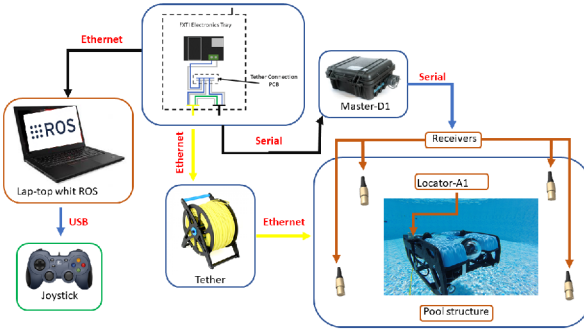 FXTI Electronics Tray
Ethernet
Tether Connection
PCB
Master-D1
Serial
Serial
Receivers
ROS
Ethernet
Locator-A1
Lap-top whit ROS
Ethernet
USB
Tether
Joystick
Pool structure